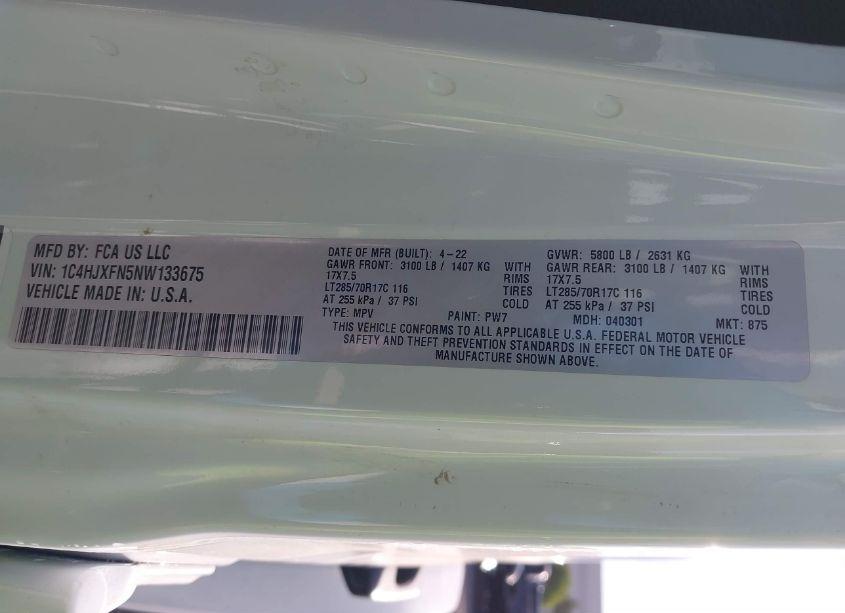 MFD BY: FCA US LLC
VIN: 1C4HJXFN5NW133675
VEHICLE MADE IN: U.S.A.
DATE OF MFR (BUILT): 4-22
GAWR FRONT: 3100 LB / 1407 KG WITH
17X7.5 RIMS
LT285/70R17C 116 TIRES
AT 255 kPa / 37 PSI COLD
GVWR: 5800 LB / 2631 KG
GAWR REAR: 3100 LB / 1407 KG WITH
17X7.5 RIMS
LT285/70R17C 116 TIRES
AT 255 kPa / 37 PSI COLD
TYPE: MPV PAINT: PW7 MDH: 040301 MKT: 875
THIS VEHICLE CONFORMS TO ALL APPLICABLE U.S.A. FEDERAL MOTOR VEHICLE
SAFETY AND THEFT PREVENTION STANDARDS IN EFFECT ON THE DATE OF
MANUFACTURE SHOWN ABOVE.